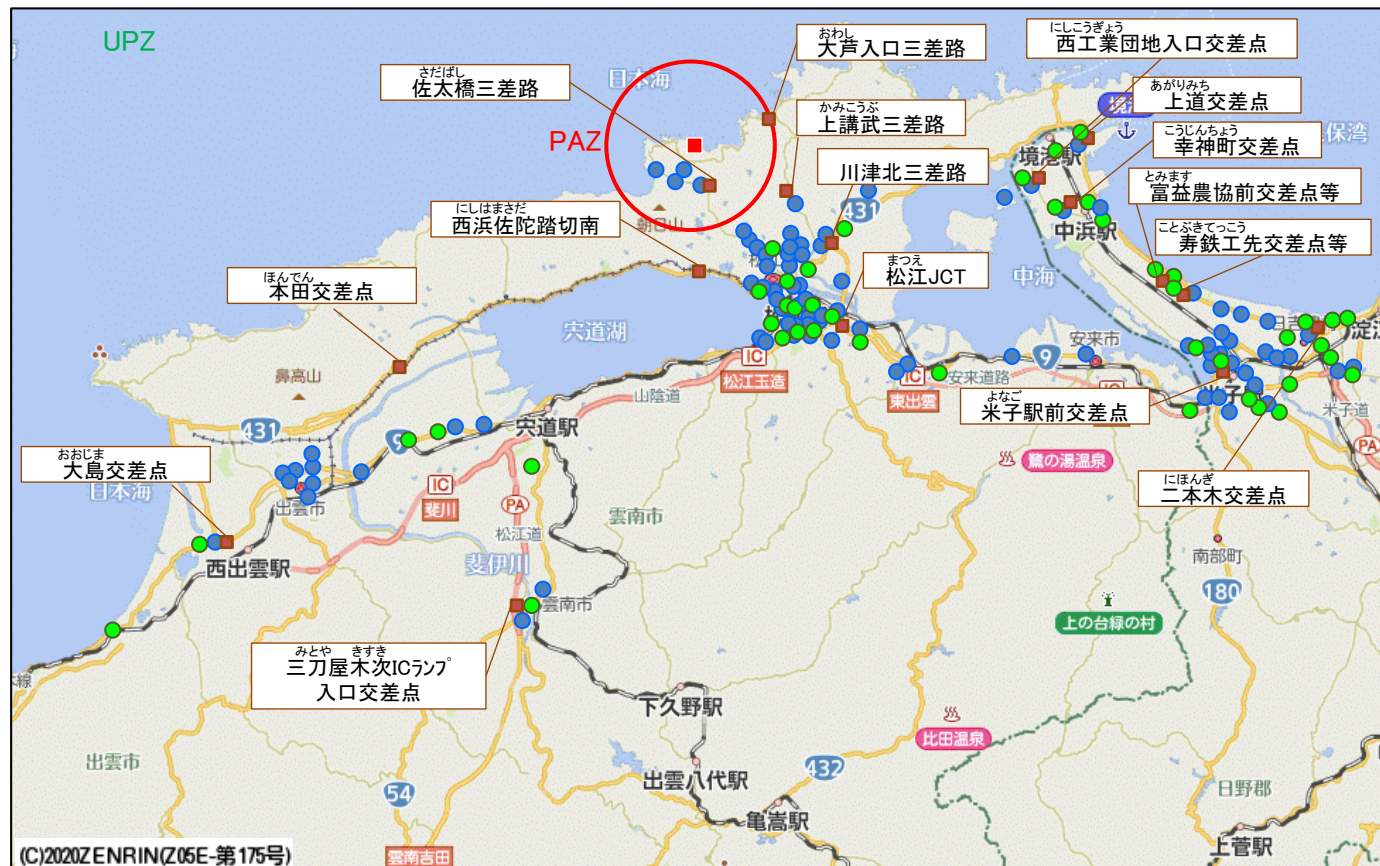 UPZ
おわし
大芦入口三差路
にしこうぎょう
西工業団地入口交差点
さだばし
佐太橋三差路
日本海
あがりみち
上道交差点
かみこうぶ
上講武三差路
PAZ
こうじんちょう
幸神町交差点
境港駅
川津北三差路
とみます
富益農協前交差点等
431
にしはまさだ
西浜佐陀踏切南
朝日山
中浜駅
ことぶきてっこう
寿鉄工先交差点等
ほんでん
本田交差点
まつえ
松江JCT
中海
宍道湖
安来市
9
鼻高山
IC
松江玉造
山陰道
IC
東出雲
安来道路
よなご
米子駅前交差点
米子道
431
9
宍道駅
PA
おおじま
大島交差点
日本海
鷺の湯温泉
にほんぎ
二本木交差点
出雲市
IC
斐川
PA
松江道
雲南市
西出雲駅
斐伊川
南部町
雲南市
180
上の台緑の村
みとや きすき
三刀屋木次ICランプ
入口交差点
下久野駅
比田温泉
出雲市
出雲八代駅
432
54
日野郡
亀嵩駅
上菅駅
雲南吉田
(C)2020ZENRIN(Z05E-第175号)